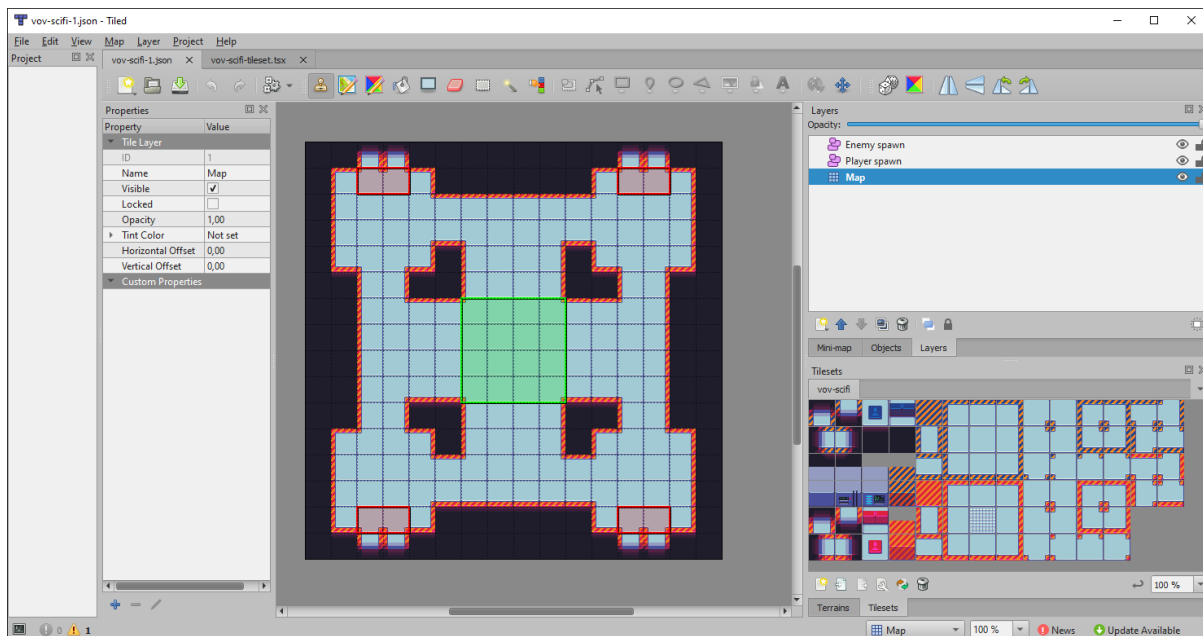 vov-scifi-1.json - Tiled
File Edit View Map Layer Project Help
Project
vov-scifi-1.json
vov-scifi-tileset.tsx
Properties
Property Value
Tile Layer
ID 1
Name Map
Visible
Locked
Opacity 1,00
Tint Color Not set
Horizontal Offset 0,00
Vertical Offset 0,00
Custom Properties
Layers
Opacity:
Enemy spawn
Player spawn
Map
Mini-map Objects Layers
Tilesets
vov-scifi
100 %
Terrains Tilesets
0 1
Map 100 % News Update Available